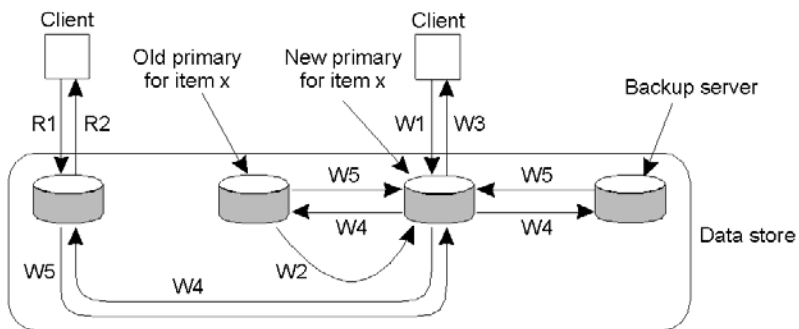 Client
Client
Old primary
for item x
New primary
for item x
Backup server
R1
R2
W1
W3
W5
W5
W4
W4
W5
W4
W2
Data store